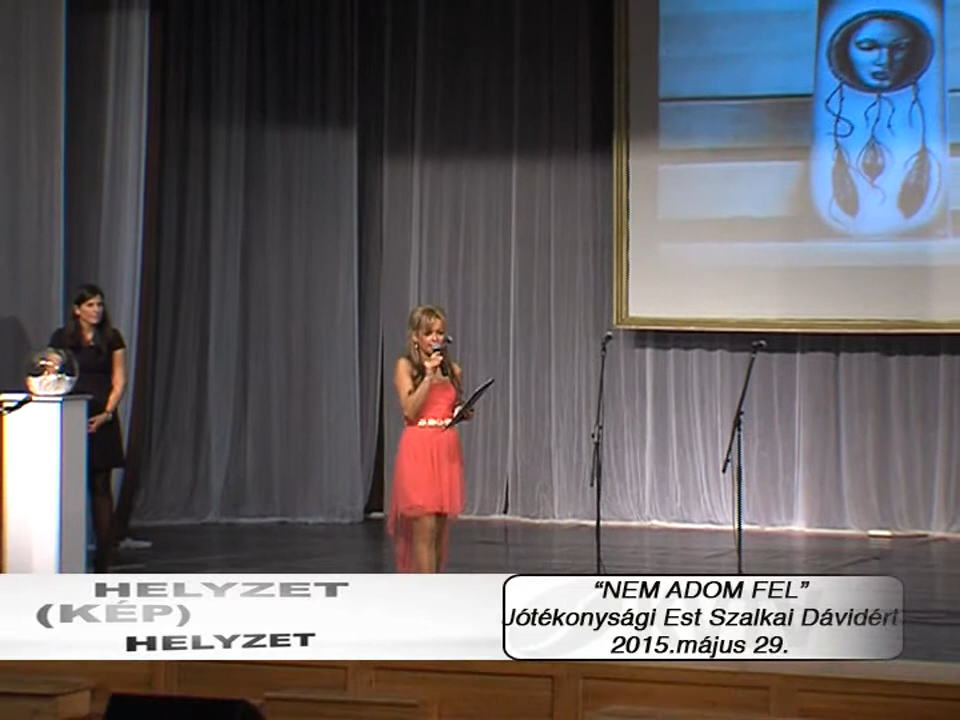 HELYZET
(KÉP)
HELYZET
“NEM ADOM FEL”
Jótékonysági Est Szalkai Dávidért
2015.május 29.